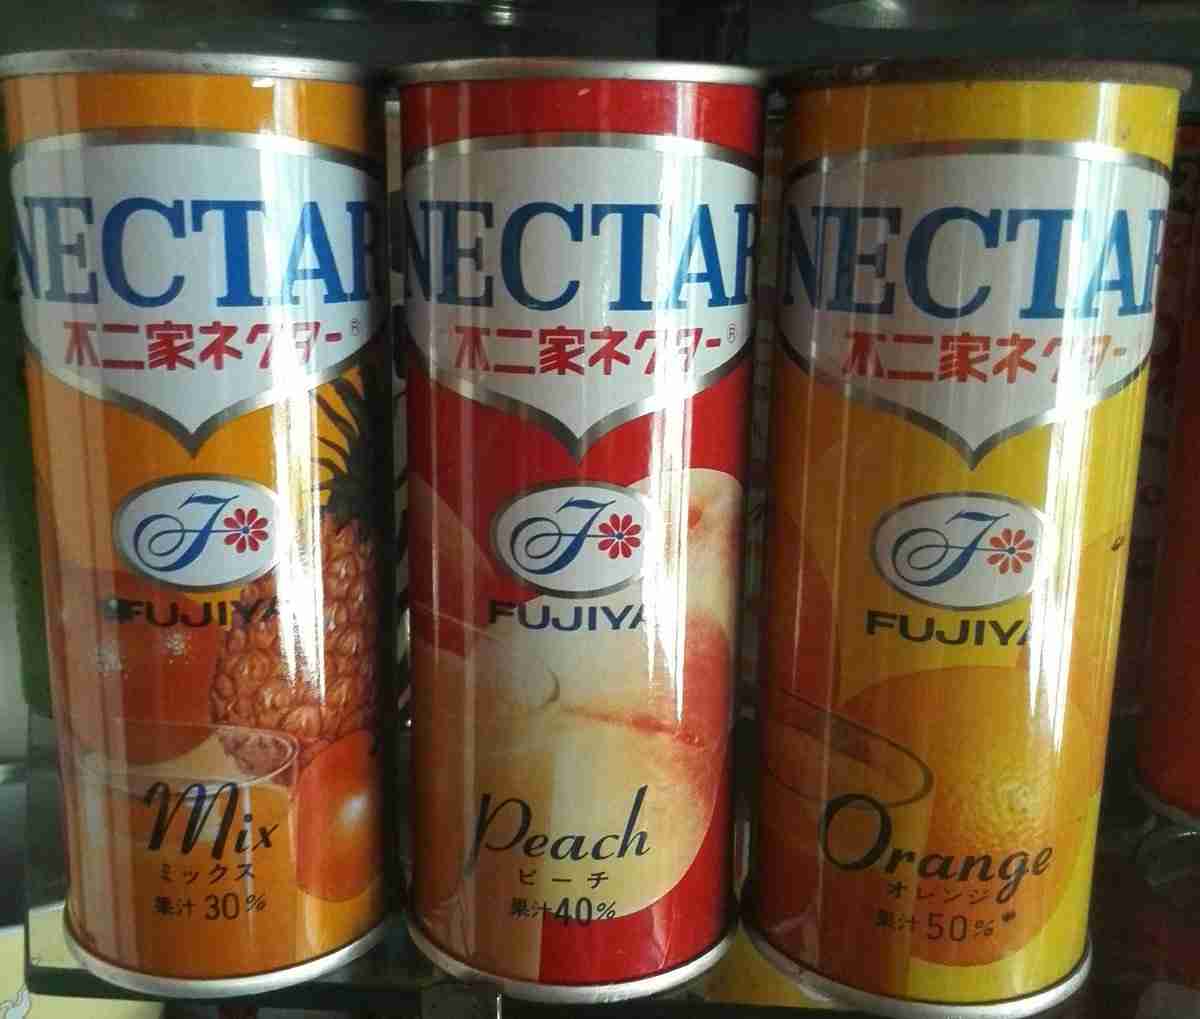 NECTAR
不二家ネクター®
F
FUJIYA
Mix
ミックス
果汁30%
NECTAR
不二家ネクター®
F
FUJIYA
Peach
ピーチ
果汁40%
NECTAR
不二家ネクター
F
FUJIYA
Orange
オレンジ
果汁50%